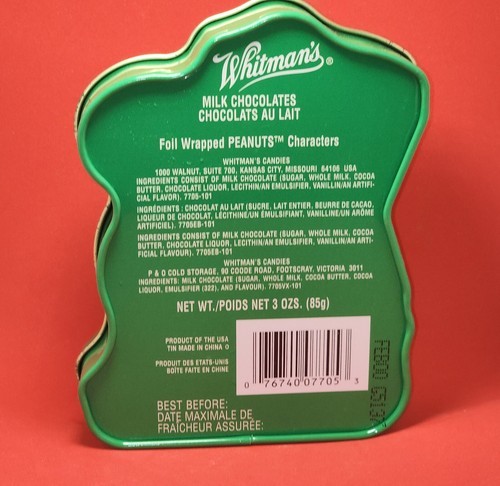 Whitman's®
MILK CHOCOLATES
CHOCOLATS AU LAIT
Foil Wrapped PEANUTS™ Characters
WHITMAN'S CANDIES
1000 WALNUT, SUITE 700, KANSAS CITY, MISSOURI 64106 USA
INGREDIENTS CONSIST OF MILK CHOCOLATE (SUGAR, WHOLE MILK, COCOA
BUTTER, CHOCOLATE LIQUOR, LECITHIN/AN EMULSIFIER, VANILLIN/AN ARTIFI-
CIAL FLAVOR). 7705-101
INGRÉDIENTS: CHOCOLAT AU LAIT (SUCRE, LAIT ENTIER, BEURRE DE CACAO,
LIQUEUR DE CHOCOLAT, LÉCITHINE/UN ÉMULSIFIANT, VANILLINE/UN ARÔME
ARTIFICIEL). 7705EB-101
INGREDIENTS CONSIST OF MILK CHOCOLATE (SUGAR, WHOLE MILK, COCOA
BUTTER, CHOCOLATE LIQUOR, LECITHIN/AN EMULSIFIER, VANILLIN/AN ARTI-
FICIAL FLAVOUR). 7705EB-101
WHITMAN'S CANDIES
P & O COLD STORAGE, 90 COODE ROAD, FOOTSCRAY, VICTORIA 3011
INGREDIENTS: MILK CHOCOLATE (SUGAR, WHOLE MILK, COCOA BUTTER, COCOA
LIQUOR, EMULSIFIER (322), AND FLAVOUR). 7705VX-101
NET WT./POIDS NET 3 OZS. (85g)
PRODUCT OF THE USA
TIN MADE IN CHINA
PRODUIT DES ETATS-UNIS
BOÎTE FAITE EN CHINE
0 76740 07705 3
BEST BEFORE:
DATE MAXIMALE DE
FRAÎCHEUR ASSURÉE: